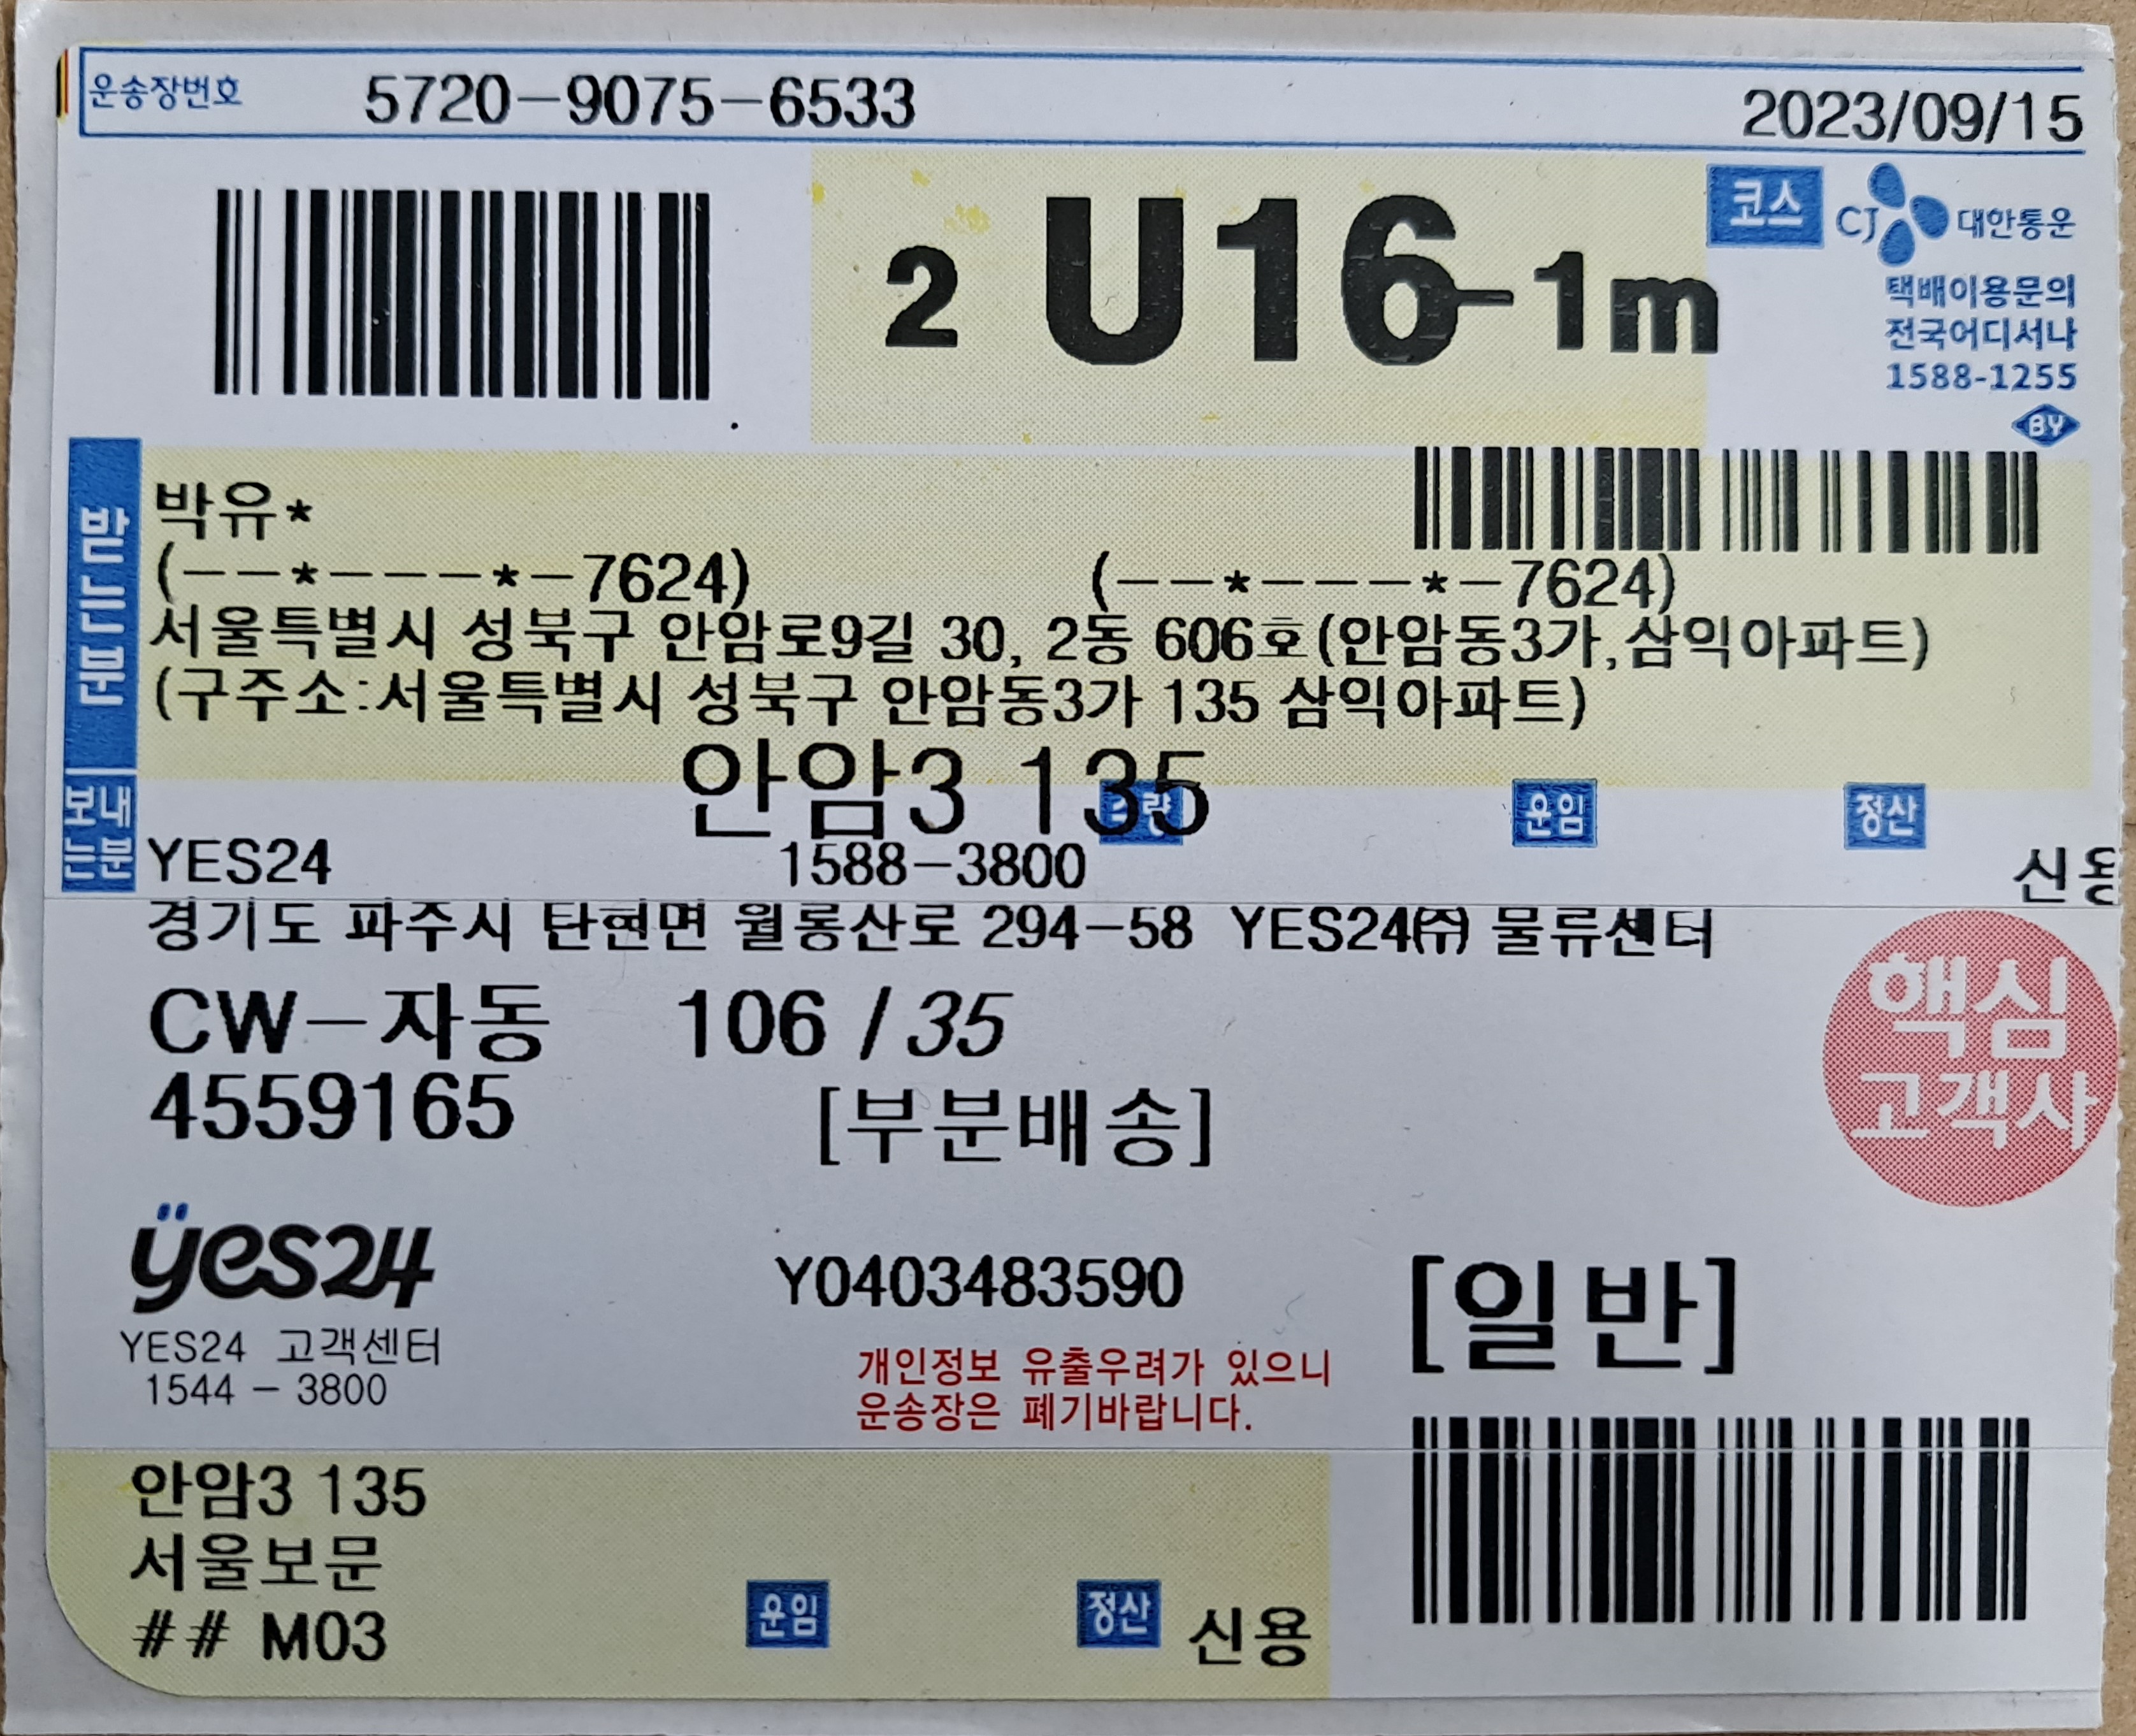 운송장번호 5720-9075-6533 2023/09/15
2 U16-1m
코스 CJ 대한통운
택배이용문의
전국어디서나
1588-1255
BY
받는분
박유*
(--*---*-7624) (--*---*-7624)
서울특별시 성북구 안암로9길 30, 2동 606호(안암동3가,삼익아파트)
(구주소:서울특별시 성북구 안암동3가 135 삼익아파트)
안암3 135
보내는분
운임 정산
YES24 1588-3800
경기도 파주시 탄현면 월롱산로 294-58 YES24㈜ 물류센터
CW-자동 106 /35
핵심
고객사
4559165 [부분배송]
yes24
Y0403483590 [일반]
YES24 고객센터
1544 - 3800
개인정보 유출우려가 있으니
운송장은 폐기바랍니다.
안암3 135
서울보문
## M03
운임 정산 신용